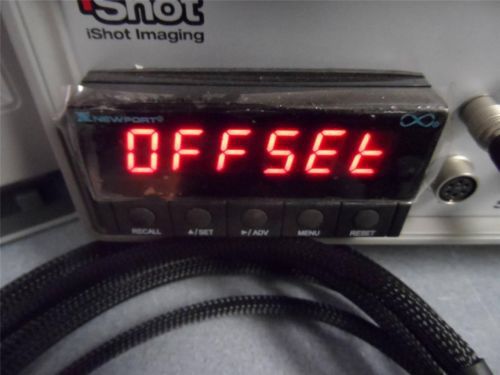 iShot
iShot Imaging
NEWPORT®
OFFSEt
RECALL ▲/SET ►/ADV MENU RESET